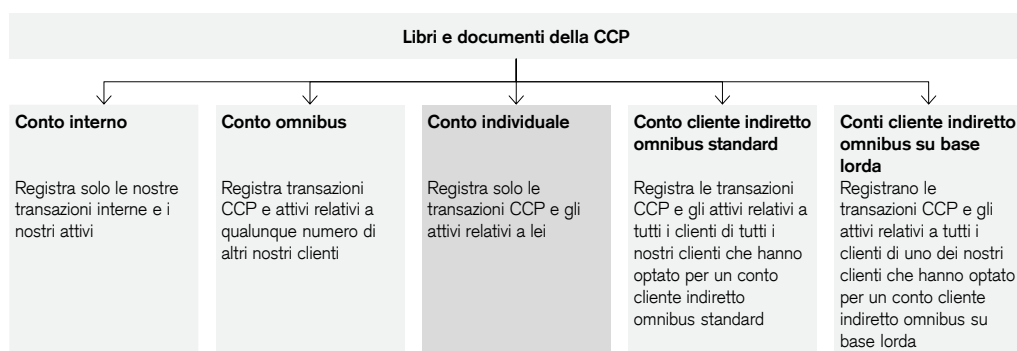 Libri e documenti della CCP
Conto interno
Registra solo le nostre
transazioni interne e i
nostri attivi
Conto omnibus
Registra transazioni
CCP e attivi relativi a
qualunque numero di
altri nostri clienti
Conto individuale
Registra solo le
transazioni CCP e gli
attivi relativi a lei
Conto cliente indiretto
omnibus standard
Registra le transazioni
CCP e gli attivi relativi a
tutti i clienti di tutti i
nostri clienti che hanno
optato per un conto
cliente indiretto
omnibus standard
Conti cliente indiretto
omnibus su base
lorda
Registrano le
transazioni CCP e gli
attivi relativi a tutti i
clienti di uno dei nostri
clienti che hanno optato
per un conto cliente
indiretto omnibus su
base lorda